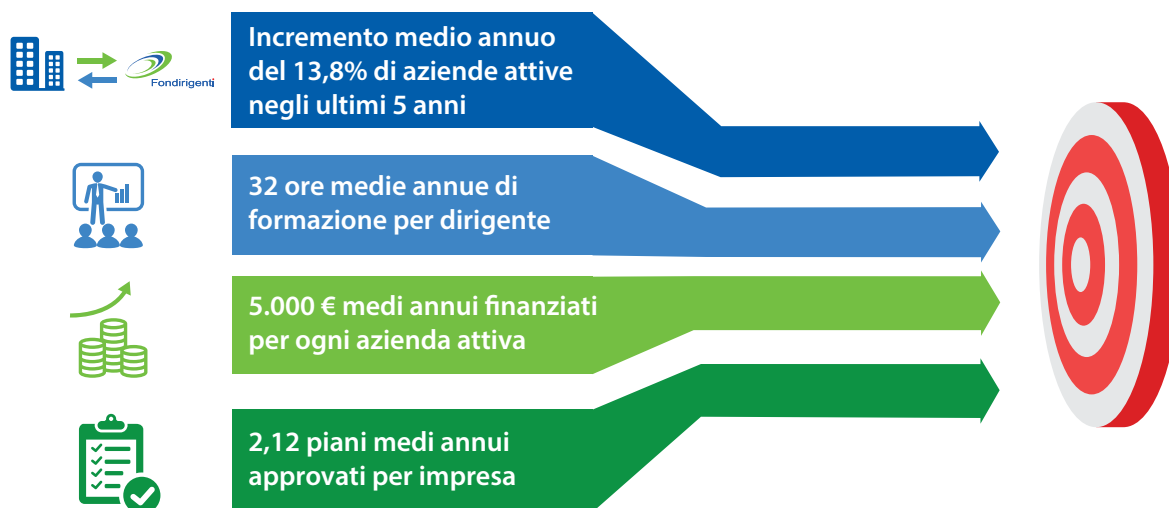 Fondirigenti
Incremento medio annuo
del 13,8% di aziende attive
negli ultimi 5 anni
32 ore medie annue di
formazione per dirigente
5.000 € medi annui finanziati
per ogni azienda attiva
2,12 piani medi annui
approvati per impresa